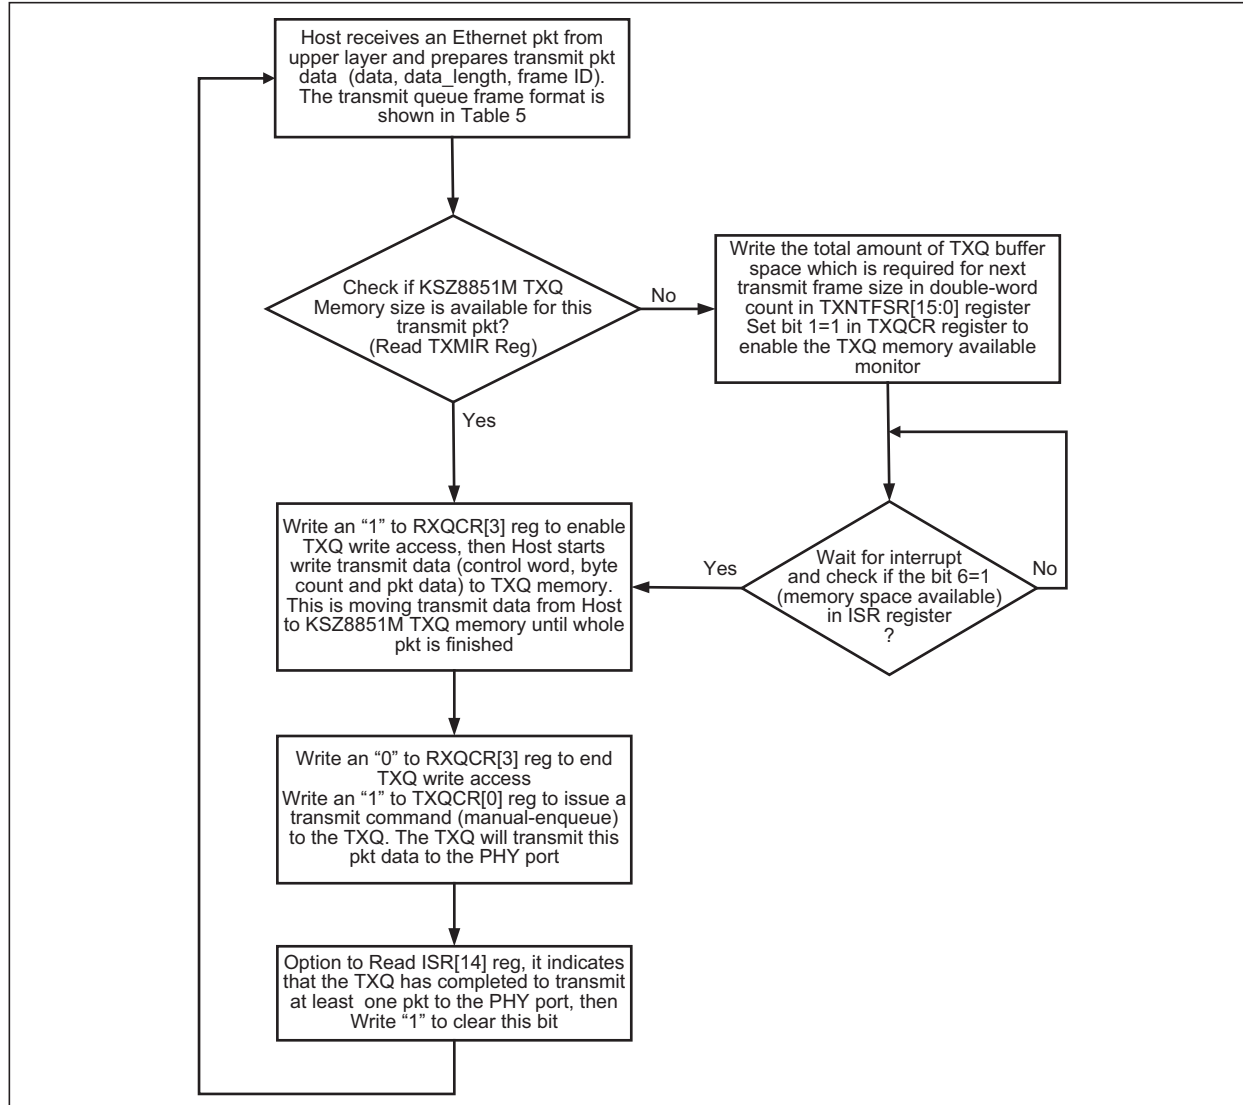 Host receives an Ethernet pkt from
upper layer and prepares transmit pkt
data (data, data_length, frame ID).
The transmit queue frame format is
shown in Table 5
Check if KSZ8851M TXQ
Memory size is available for this
transmit pkt?
(Read TXMIR Reg)
No
Write the total amount of TXQ buffer
space which is required for next
transmit frame size in double-word
count in TXNTFSR[15:0] register
Set bit 1=1 in TXQCR register to
enable the TXQ memory available
monitor
Yes
Write an “1” to RXQCR[3] reg to enable
TXQ write access, then Host starts
write transmit data (control word, byte
count and pkt data) to TXQ memory.
This is moving transmit data from Host
to KSZ8851M TXQ memory until whole
pkt is finished
Yes
Wait for interrupt
and check if the bit 6=1
(memory space available)
in ISR register
?
No
Write an “0” to RXQCR[3] reg to end
TXQ write access
Write an “1” to TXQCR[0] reg to issue a
transmit command (manual-enqueue)
to the TXQ. The TXQ will transmit this
pkt data to the PHY port
Option to Read ISR[14] reg, it indicates
that the TXQ has completed to transmit
at least one pkt to the PHY port, then
Write “1” to clear this bit